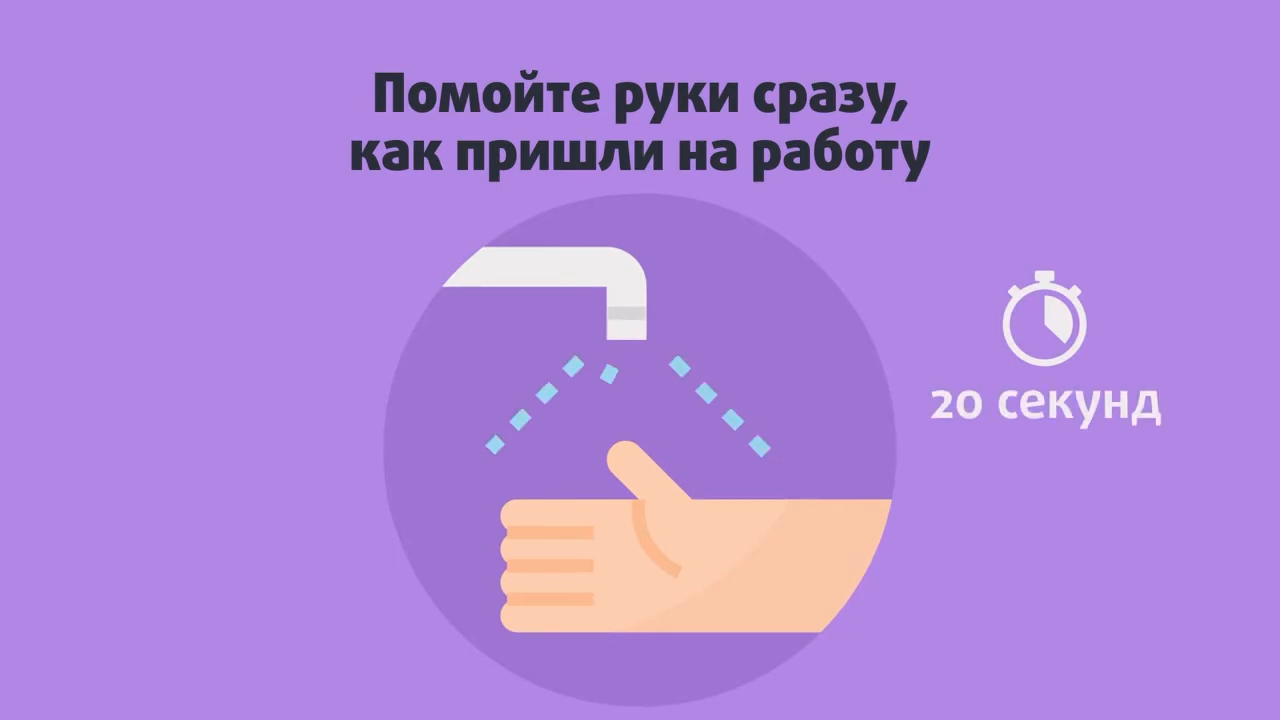 Помойте руки сразу,
как пришли на работу
20 секунд